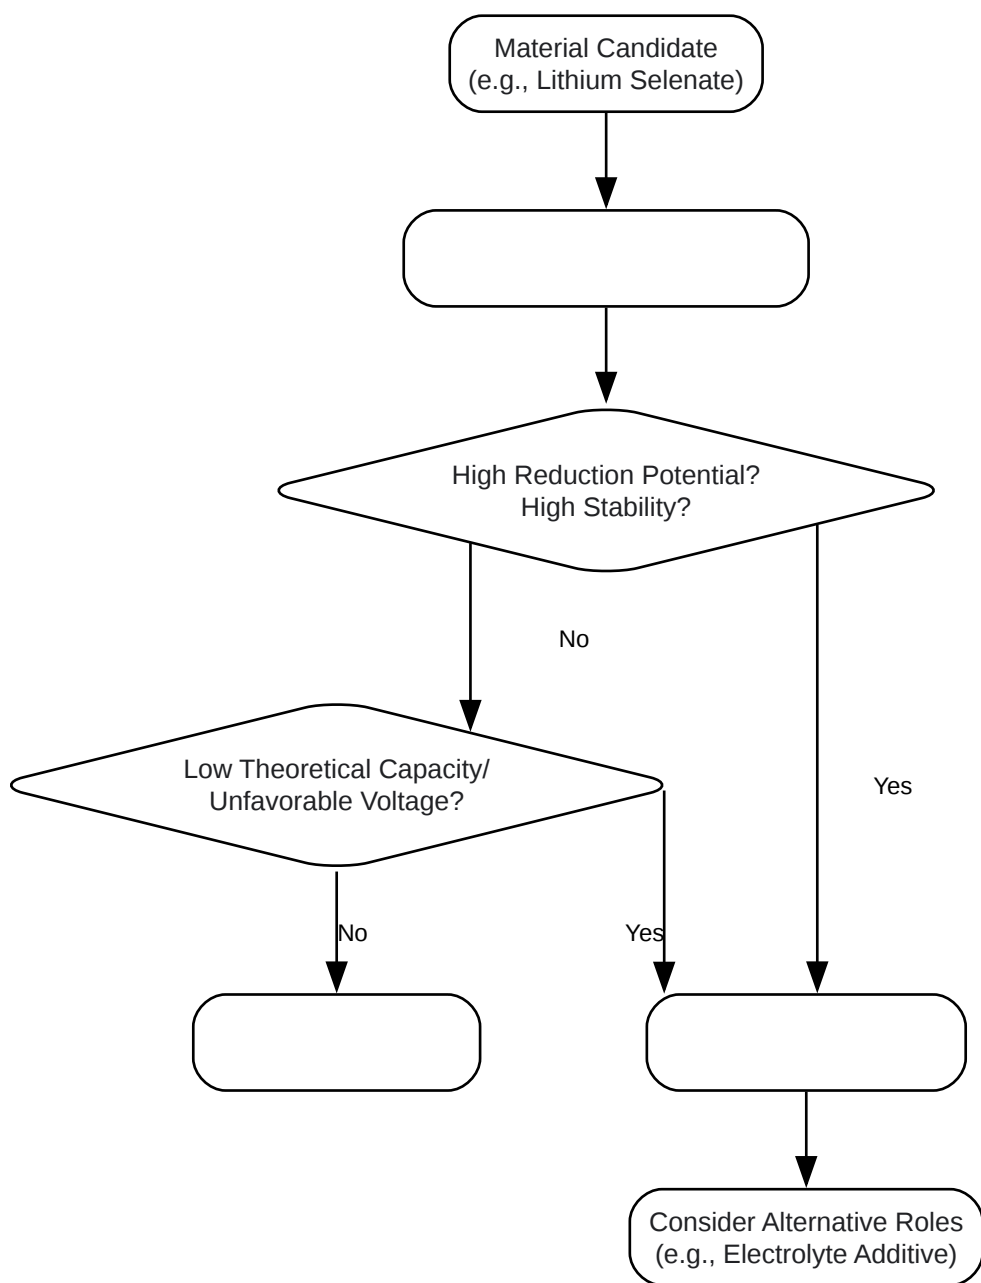 Material Candidate
(e.g., Lithium Selenate)
High Reduction Potential?
High Stability?
No
Low Theoretical Capacity/
Unfavorable Voltage?
Yes
No
Yes
Consider Alternative Roles
(e.g., Electrolyte Additive)